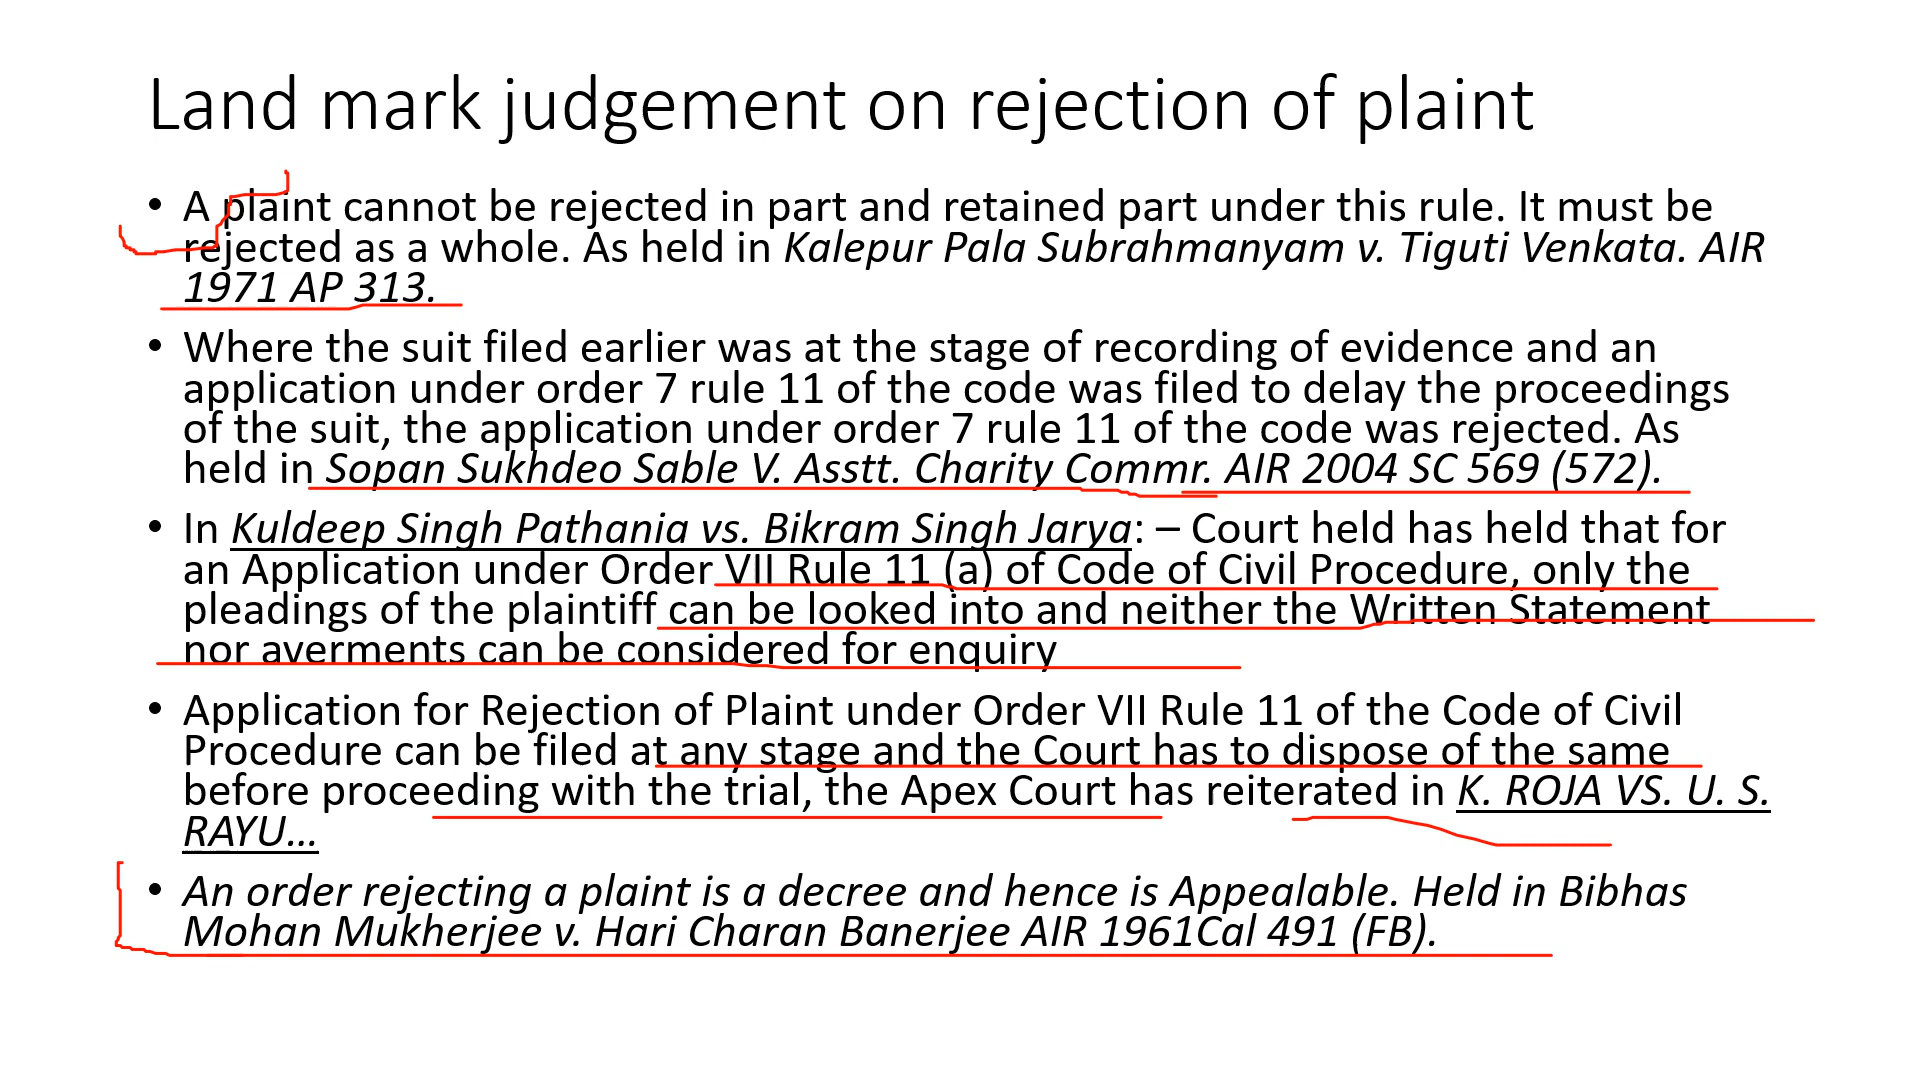 Land mark judgement on rejection of plaint
• A plaint cannot be rejected in part and retained part under this rule. It must be
rejected as a whole. As held in Kalepur Pala Subrahmanyam v. Tiguti Venkata. AIR
1971 AP 313.
• Where the suit filed earlier was at the stage of recording of evidence and an
application under order 7 rule 11 of the code was filed to delay the proceedings
of the suit, the application under order 7 rule 11 of the code was rejected. As
held in Sopan Sukhdeo Sable V. Asstt. Charity Commr. AIR 2004 SC 569 (572).
• In Kuldeep Singh Pathania vs. Bikram Singh Jarya: – Court held has held that for
an Application under Order VII Rule 11 (a) of Code of Civil Procedure, only the
pleadings of the plaintiff can be looked into and neither the Written Statement
nor averments can be considered for enquiry
• Application for Rejection of Plaint under Order VII Rule 11 of the Code of Civil
Procedure can be filed at any stage and the Court has to dispose of the same
before proceeding with the trial, the Apex Court has reiterated in K. ROJA VS. U. S.
RAYU...
• An order rejecting a plaint is a decree and hence is Appealable. Held in Bibhas
Mohan Mukherjee v. Hari Charan Banerjee AIR 1961Cal 491 (FB).